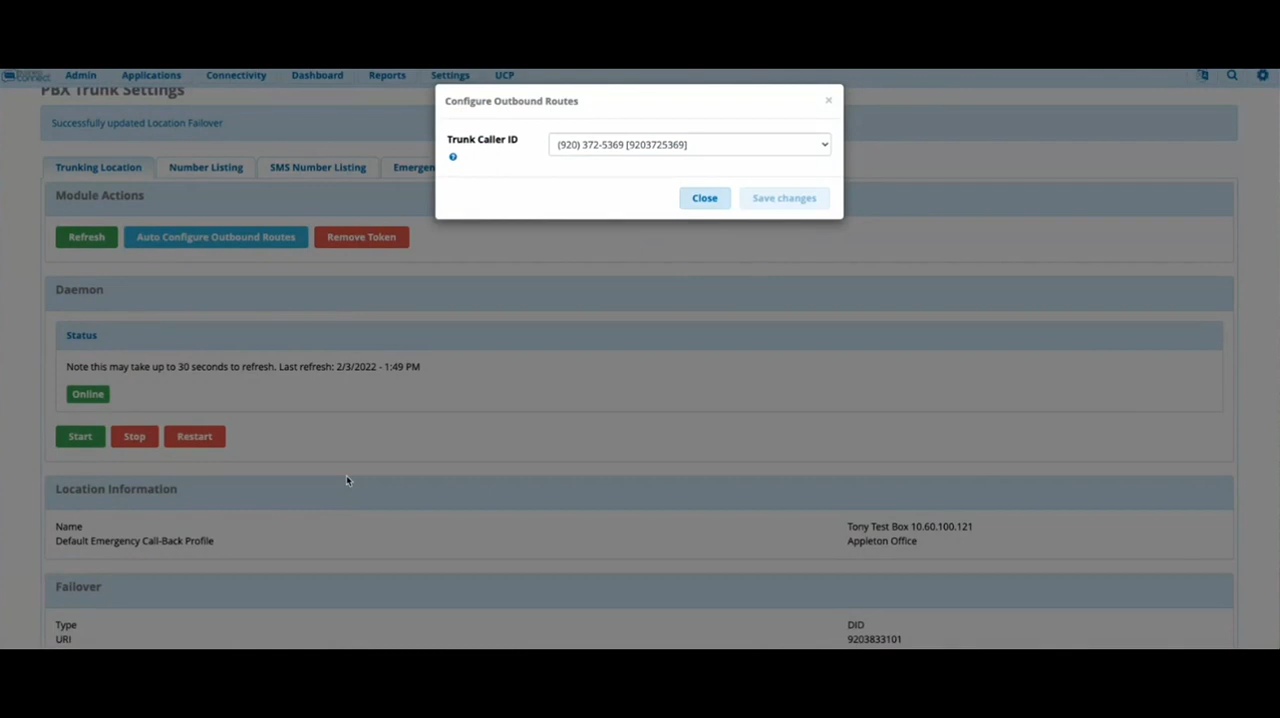 Connect
Admin
Applications
Connectivity
Dashboard
Reports
Settings
UCP
PBX Trunk Settings
Successfully updated Location Failover
Configure Outbound Routes
×
Trunk Caller ID
(920) 372-5369 [9203725369]
?
Close
Save changes
Trunking Location
Number Listing
SMS Number Listing
Emergen
Module Actions
Refresh
Auto Configure Outbound Routes
Remove Token
Daemon
Status
Note this may take up to 30 seconds to refresh. Last refresh: 2/3/2022 - 1:49 PM
Online
Start
Stop
Restart
Location Information
Name
Tony Test Box 10.60.100.121
Default Emergency Call-Back Profile
Appleton Office
Failover
Type
DID
URI
9203833101